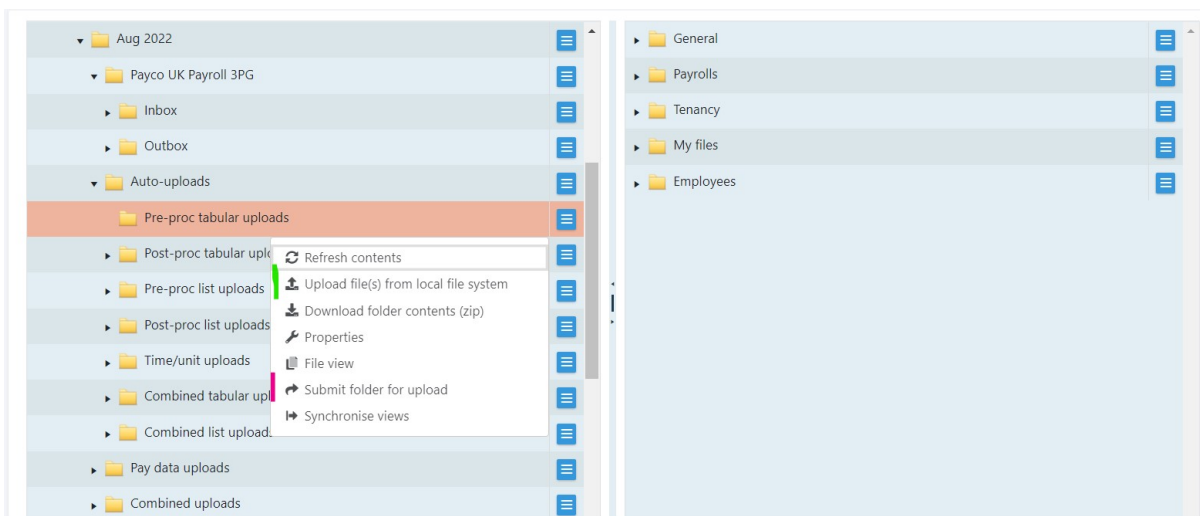 Aug 2022
Payco UK Payroll 3PG
Inbox
Outbox
Auto-uploads
Pre-proc tabular uploads
Post-proc tabular uplo
Pre-proc list uploads
Post-proc list uploads
Time/unit uploads
Combined tabular upl
Combined list uploads
Pay data uploads
Combined uploads
Refresh contents
Upload file(s) from local file system
Download folder contents (zip)
Properties
File view
Submit folder for upload
Synchronise views
General
Payrolls
Tenancy
My files
Employees